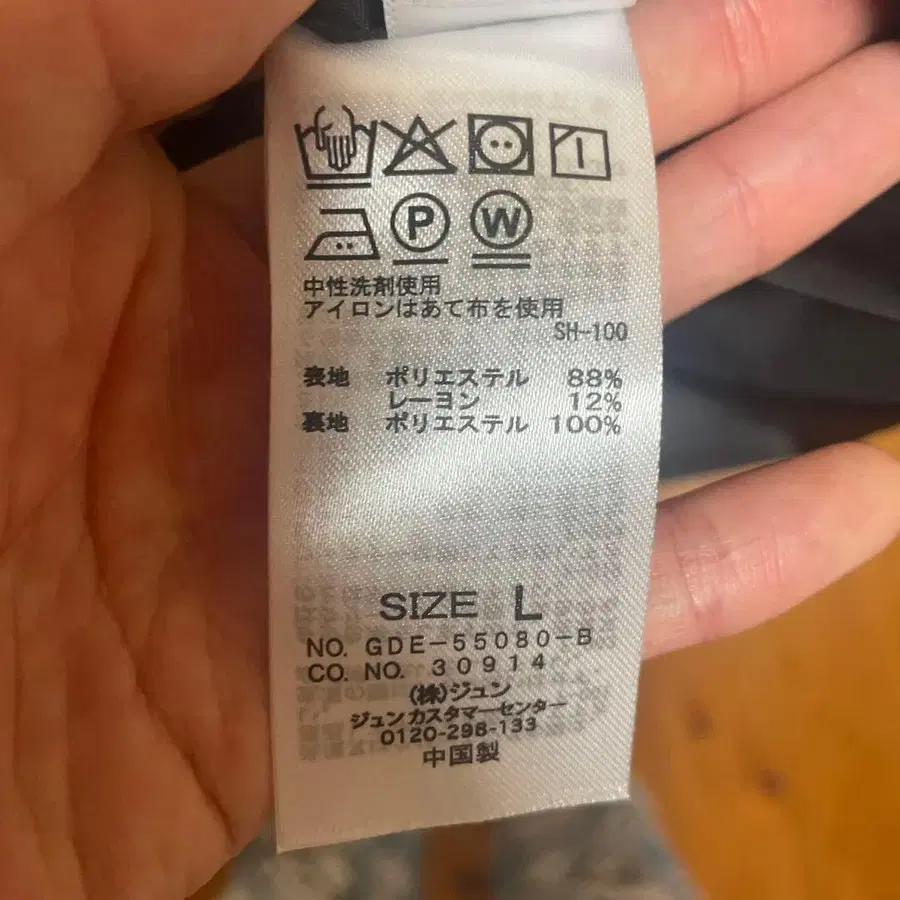 P W
中性洗剤使用
アイロンはあて布を使用
SH-100
表地 ポリエステル 88%
レーヨン 12%
裏地 ポリエステル 100%
SIZE L
NO. GDE-55080-B
CO. NO. 30914
(株)ジュン
ジュンカスタマーセンター
0120-298-133
中国製